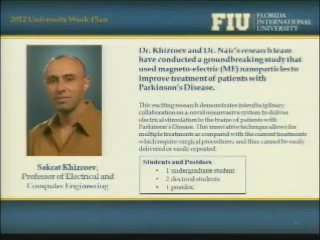 2012 University Work Plan
FIU
FLORIDA
INTERNATIONAL
UNIVERSITY
Dr. Khizroev and Dr. Nair's research team
have conducted a groundbreaking study that
used magneto-electric (ME) nanoparticles to
improve treatment of patients with
Parkinson's Disease.
This exciting research demonstrates interdisciplinary
collaboration on a novel noninvasive system to deliver
electrical stimulation to the brains of patients with
Parkinson's Disease. This innovative technique allows for
multiple treatments as compared with the current treatments
which require surgical procedures, and thus cannot be easily
delivered or easily repeated.
Sakrat Khizroev,
Professor of Electrical and
Computer Engineering
Students and Postdocs
• 1 undergraduate student
• 2 doctoral students
• 1 postdoc